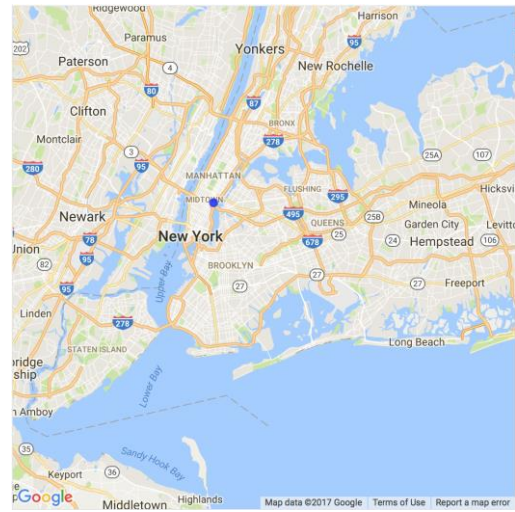 Ridgewood
Harrison
202
Paramus
Yonkers
95
Paterson
4
New Rochelle
80
87
Clifton
BRONX
Montclair
3
278
280
95
MANHATTAN
25A
107
MIDTOWN
FLUSHING
295
Hicksvi
Newark
495
Mineola
QUEENS
25B
Garden City
Levitto
78
New York
678
25
24
Hempstead
106
Union
95
BROOKLYN
82
Upper Bay
27
27
27
Freeport
95
Linden
278
Long Beach
STATEN ISLAND
bridge
ship
Lower Bay
h Amboy
35
Sandy Hook Bay
Keyport
36
Google
Middletown
Highlands
Map data ©2017 Google
Terms of Use
Report a map error